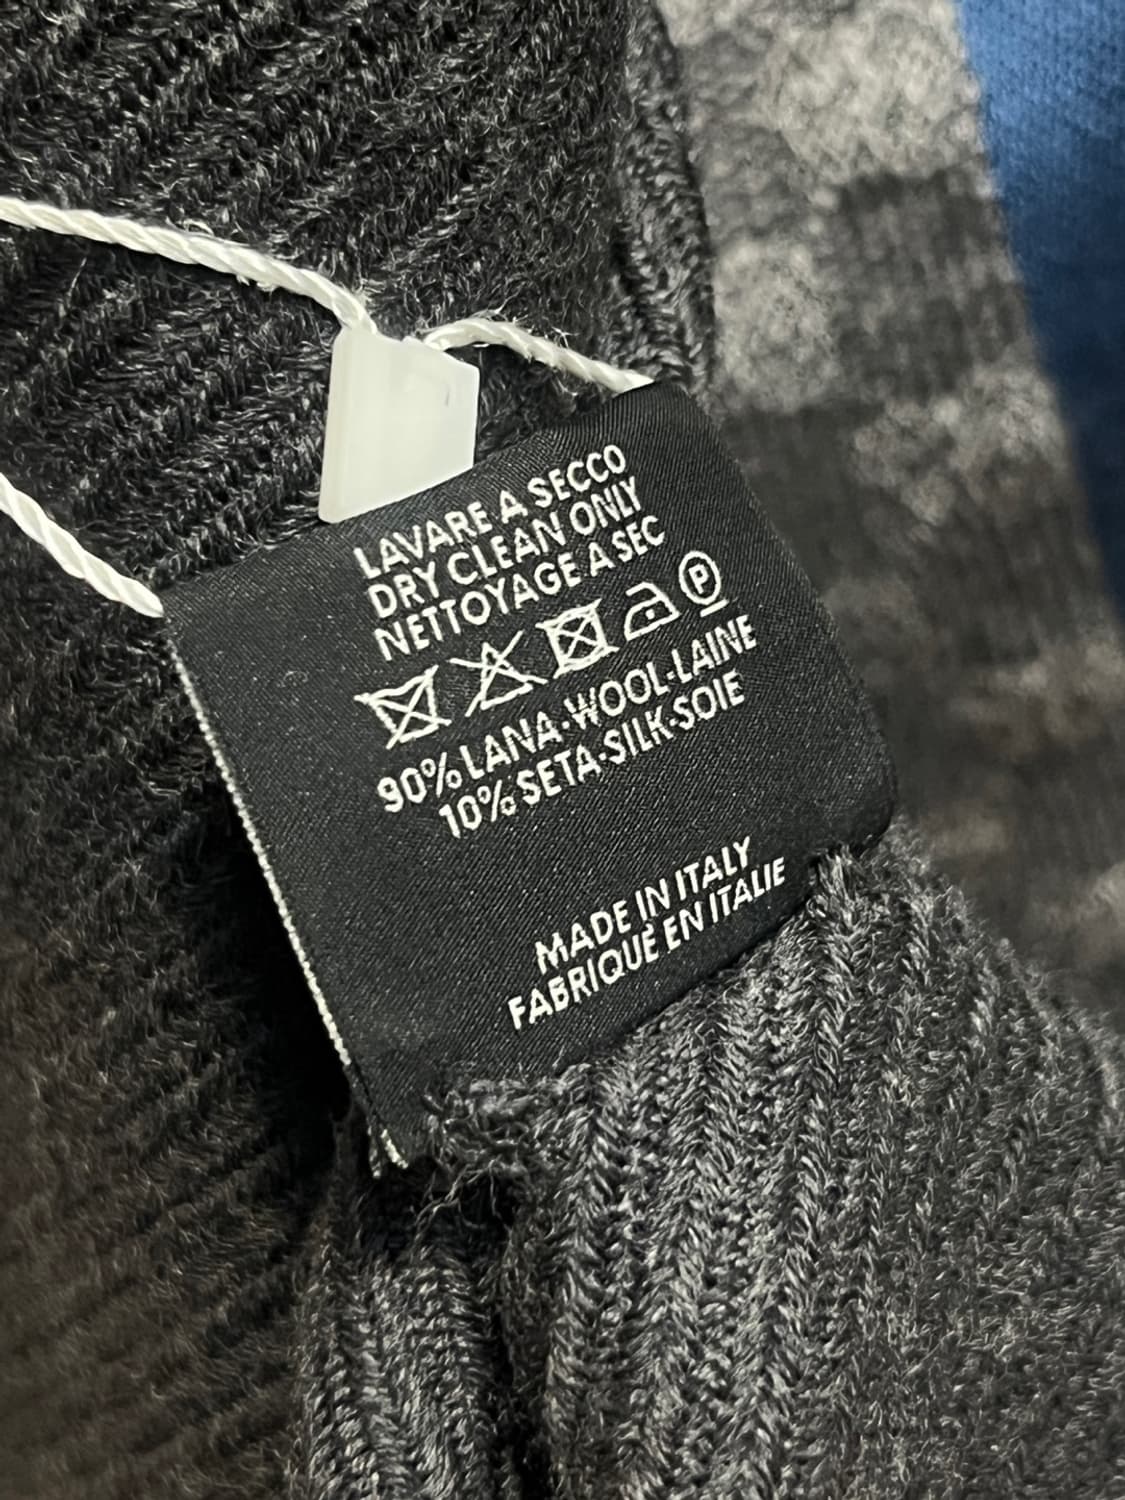 LAVARE A SECCO
DRY CLEAN ONLY
NETTOYAGE A SEC
P
90% LANA-WOOL-LAINE
10% SETA-SILK-SOIE
MADE IN ITALY
FABRIQUÈ EN ITALIE